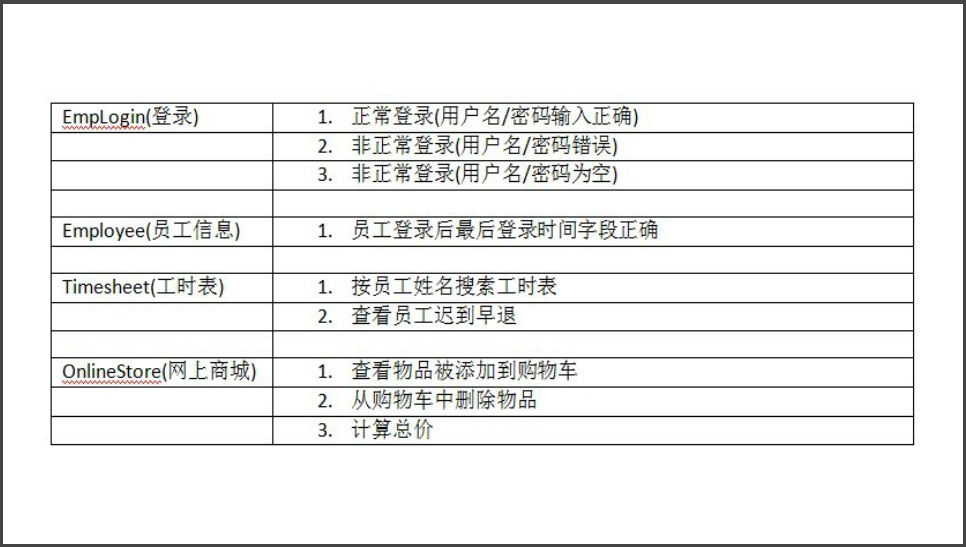 EmpLogin(登录) 1. 正常登录(用户名/密码输入正确)
2. 非正常登录(用户名/密码错误)
3. 非正常登录(用户名/密码为空)
Employee(员工信息) 1. 员工登录后最后登录时间字段正确
Timesheet(工时表) 1. 按员工姓名搜索工时表
2. 查看员工迟到早退
OnlineStore(网上商城) 1. 查看物品被添加到购物车
2. 从购物车中删除物品
3. 计算总价